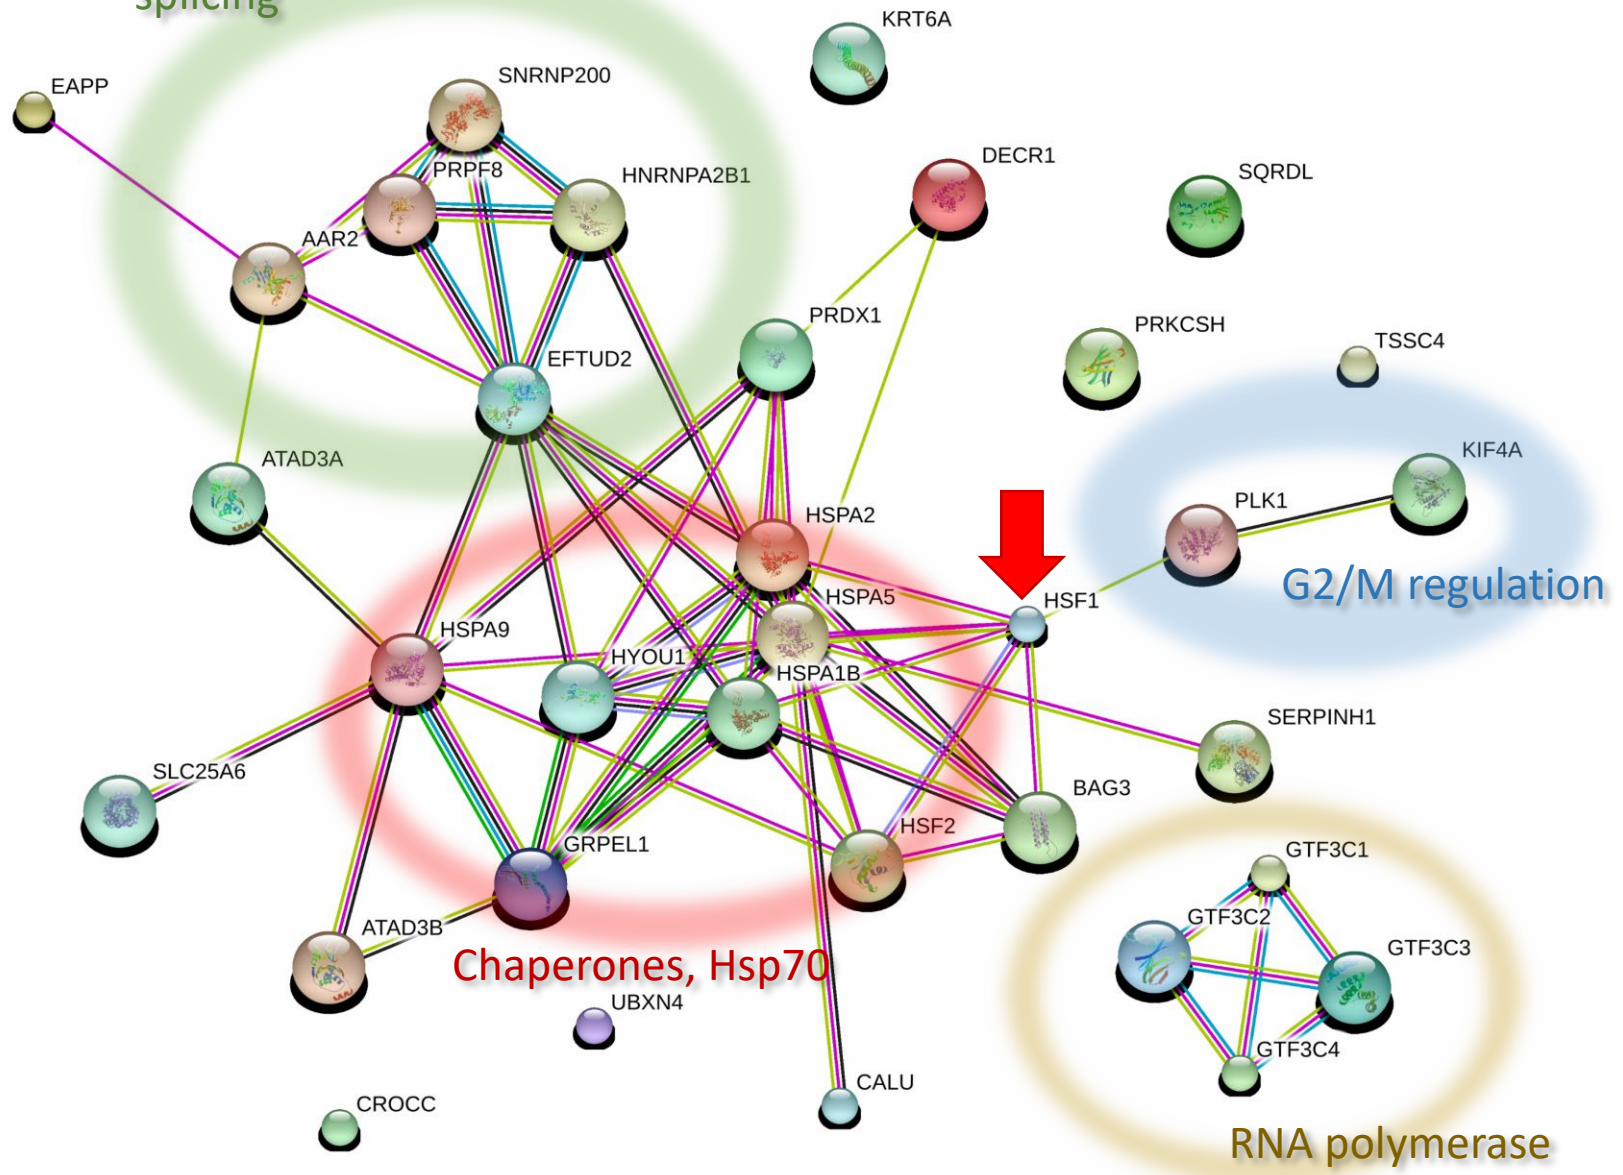 splicing
KRT6A
SNRNP200
EAPP
DECR1
PRPF8
HNRNPA2B1
SQRDL
AAR2
PRDX1
PRKCSH
TSSC4
EFTUD2
KIF4A
ATAD3A
PLK1
HSPA2
G2/M regulation
HSPA5
HSF1
HSPA9
HYOU1
HSPA1B
SERPINH1
SLC25A6
BAG3
HSF2
GRPEL1
GTF3C1
GTF3C2
ATAD3B
GTF3C3
Chaperones, Hsp70
UBXN4
GTF3C4
CALU
CROCC
RNA polymerase